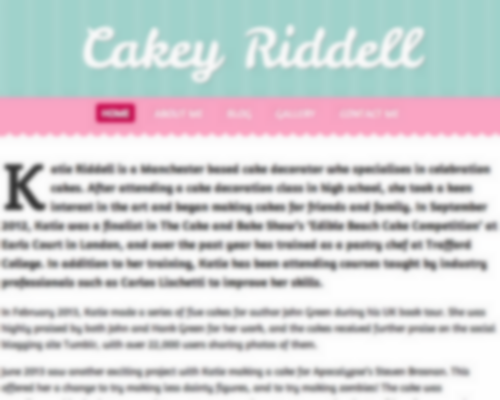 Cakey Riddell
HOME ABOUT ME BLOG GALLERY CONTACT ME
Katie Riddell is a Manchester based cake decorator who specialises in celebration
cakes. After attending a cake decoration class in high school, she took a keen
interest in the art and began making cakes for friends and family. In September
2012, Katie was a finalist in The Cake and Bake Show's 'Edible Beach Cake Competition' at
Earls Court in London, and over the past year has trained as a pastry chef at Trafford
College. In addition to her training, Katie has been attending courses taught by industry
professionals such as Carlos Lischetti to improve her skills.
In February 2013, Katie made a series of five cakes for author John Green during his UK book tour. She was
highly praised by both John and Hank Green for her work, and the cakes received further praise on the social
blogging site Tumblr, with over 22,000 users sharing photos of them.
June 2013 saw another exciting project with Katie making a cake for Apocalypse's Steven Bronson. This
offered her a change to try making less dainty figures, and to try making zombies! The cake was